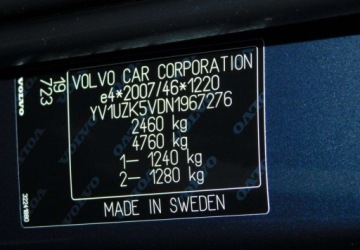 VOLVO CAR CORPORATION
e4*2007/46*1220
YV1UZK5VDN1967276
2460 kg
4760 kg
1– 1240 kg
2– 1280 kg
MADE IN SWEDEN
19
723
VOLVO